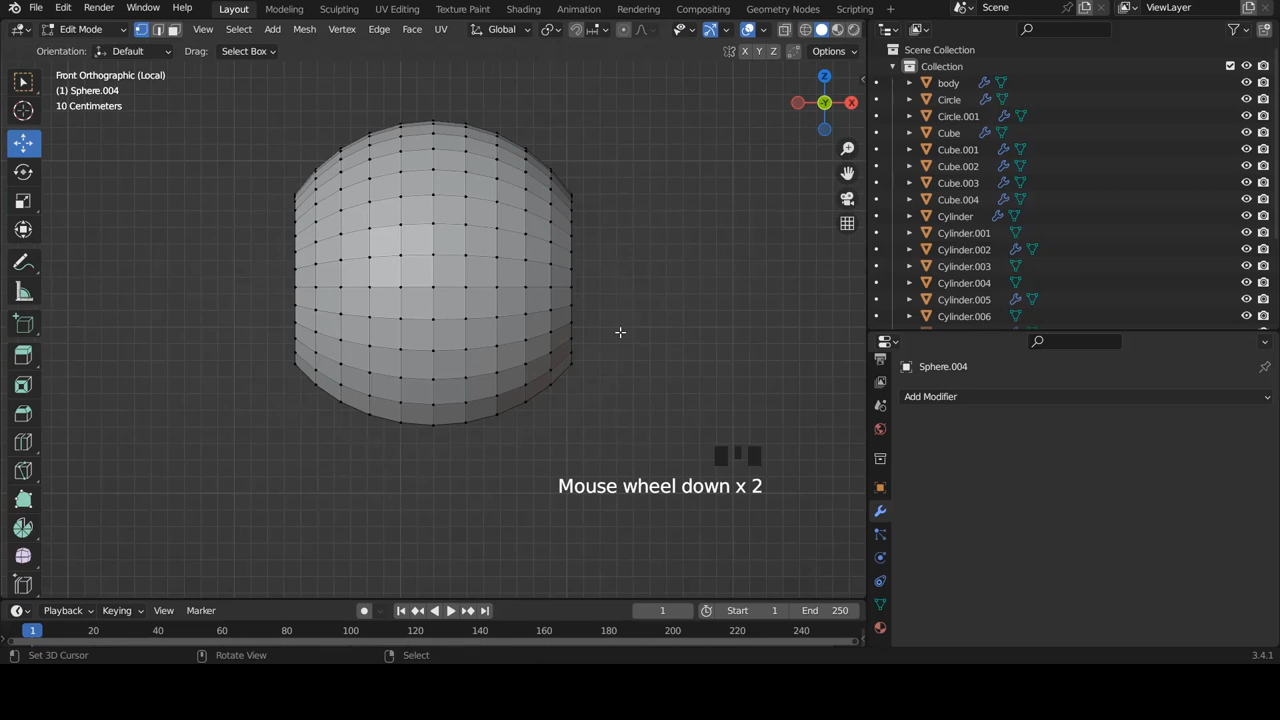 File Edit Render Window Help Layout Modeling Sculpting UV Editing Texture Paint Shading Animation Rendering Compositing Geometry Nodes Scripting Scene ViewLayer
Edit Mode View Select Add Mesh Vertex Edge Face UV Global
Orientation: Default Drag: Select Box X Y Z Options
Front Orthographic (Local)
(1) Sphere.004
10 Centimeters
Z
X
-Y
Mouse wheel down x 2
Scene Collection
Collection
body
Circle
Circle.001
Cube
Cube.001
Cube.002
Cube.003
Cube.004
Cylinder
Cylinder.001
Cylinder.002
Cylinder.003
Cylinder.004
Cylinder.005
Cylinder.006
Sphere.004
Add Modifier
Playback Keying View Marker 1 Start 1 End 250
1 20 40 60 80 100 120 140 160 180 200 220 240
Set 3D Cursor Rotate View Select 3.4.1